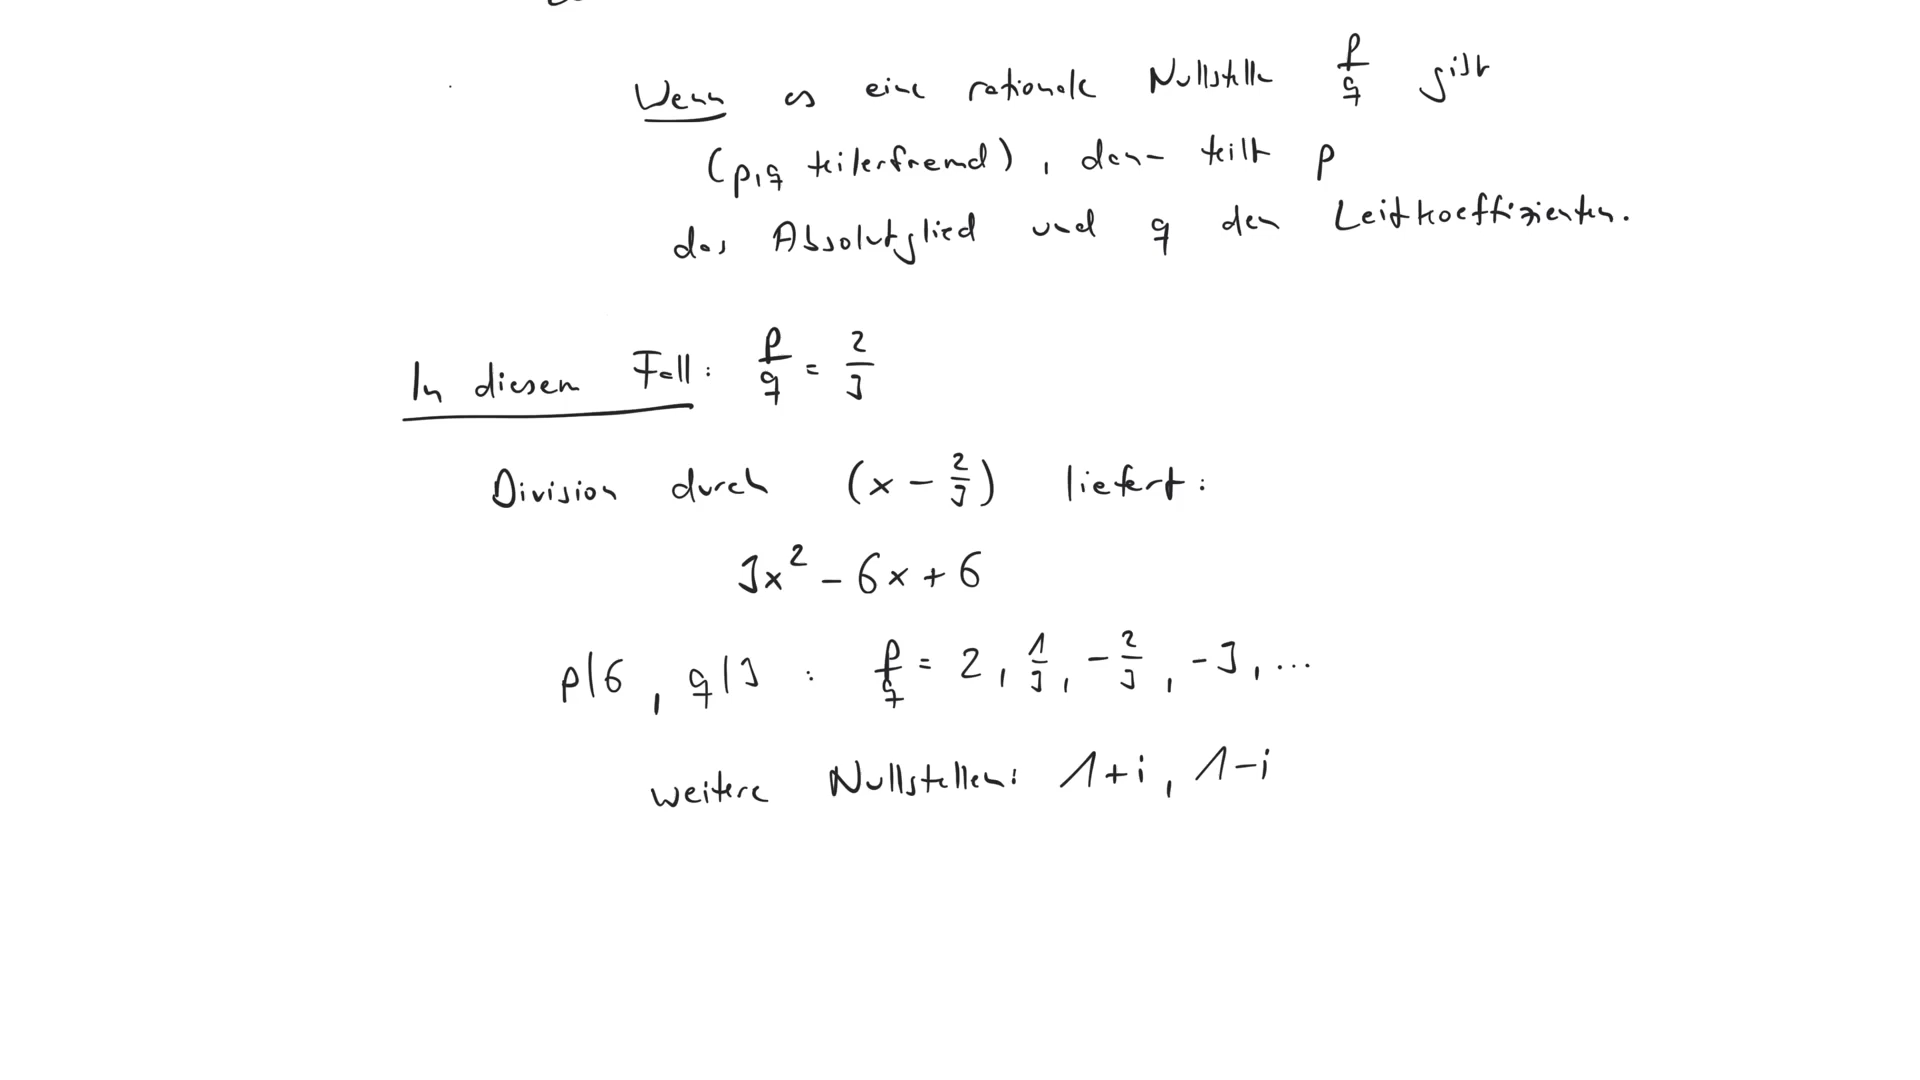 Wenn es eine rationale Nullstelle p/q gibt
(p,q teilerfremd), dann teilt p
das Absolutglied und q den Leitkoeffizienten.
In diesem Fall: p/q = 2/3
Division durch (x - 2/3) liefert:
3x² - 6x + 6
p|6, q|3 : p/q = 2, 1/3, -2/3, -3, ...
weitere Nullstellen: 1+i, 1-i